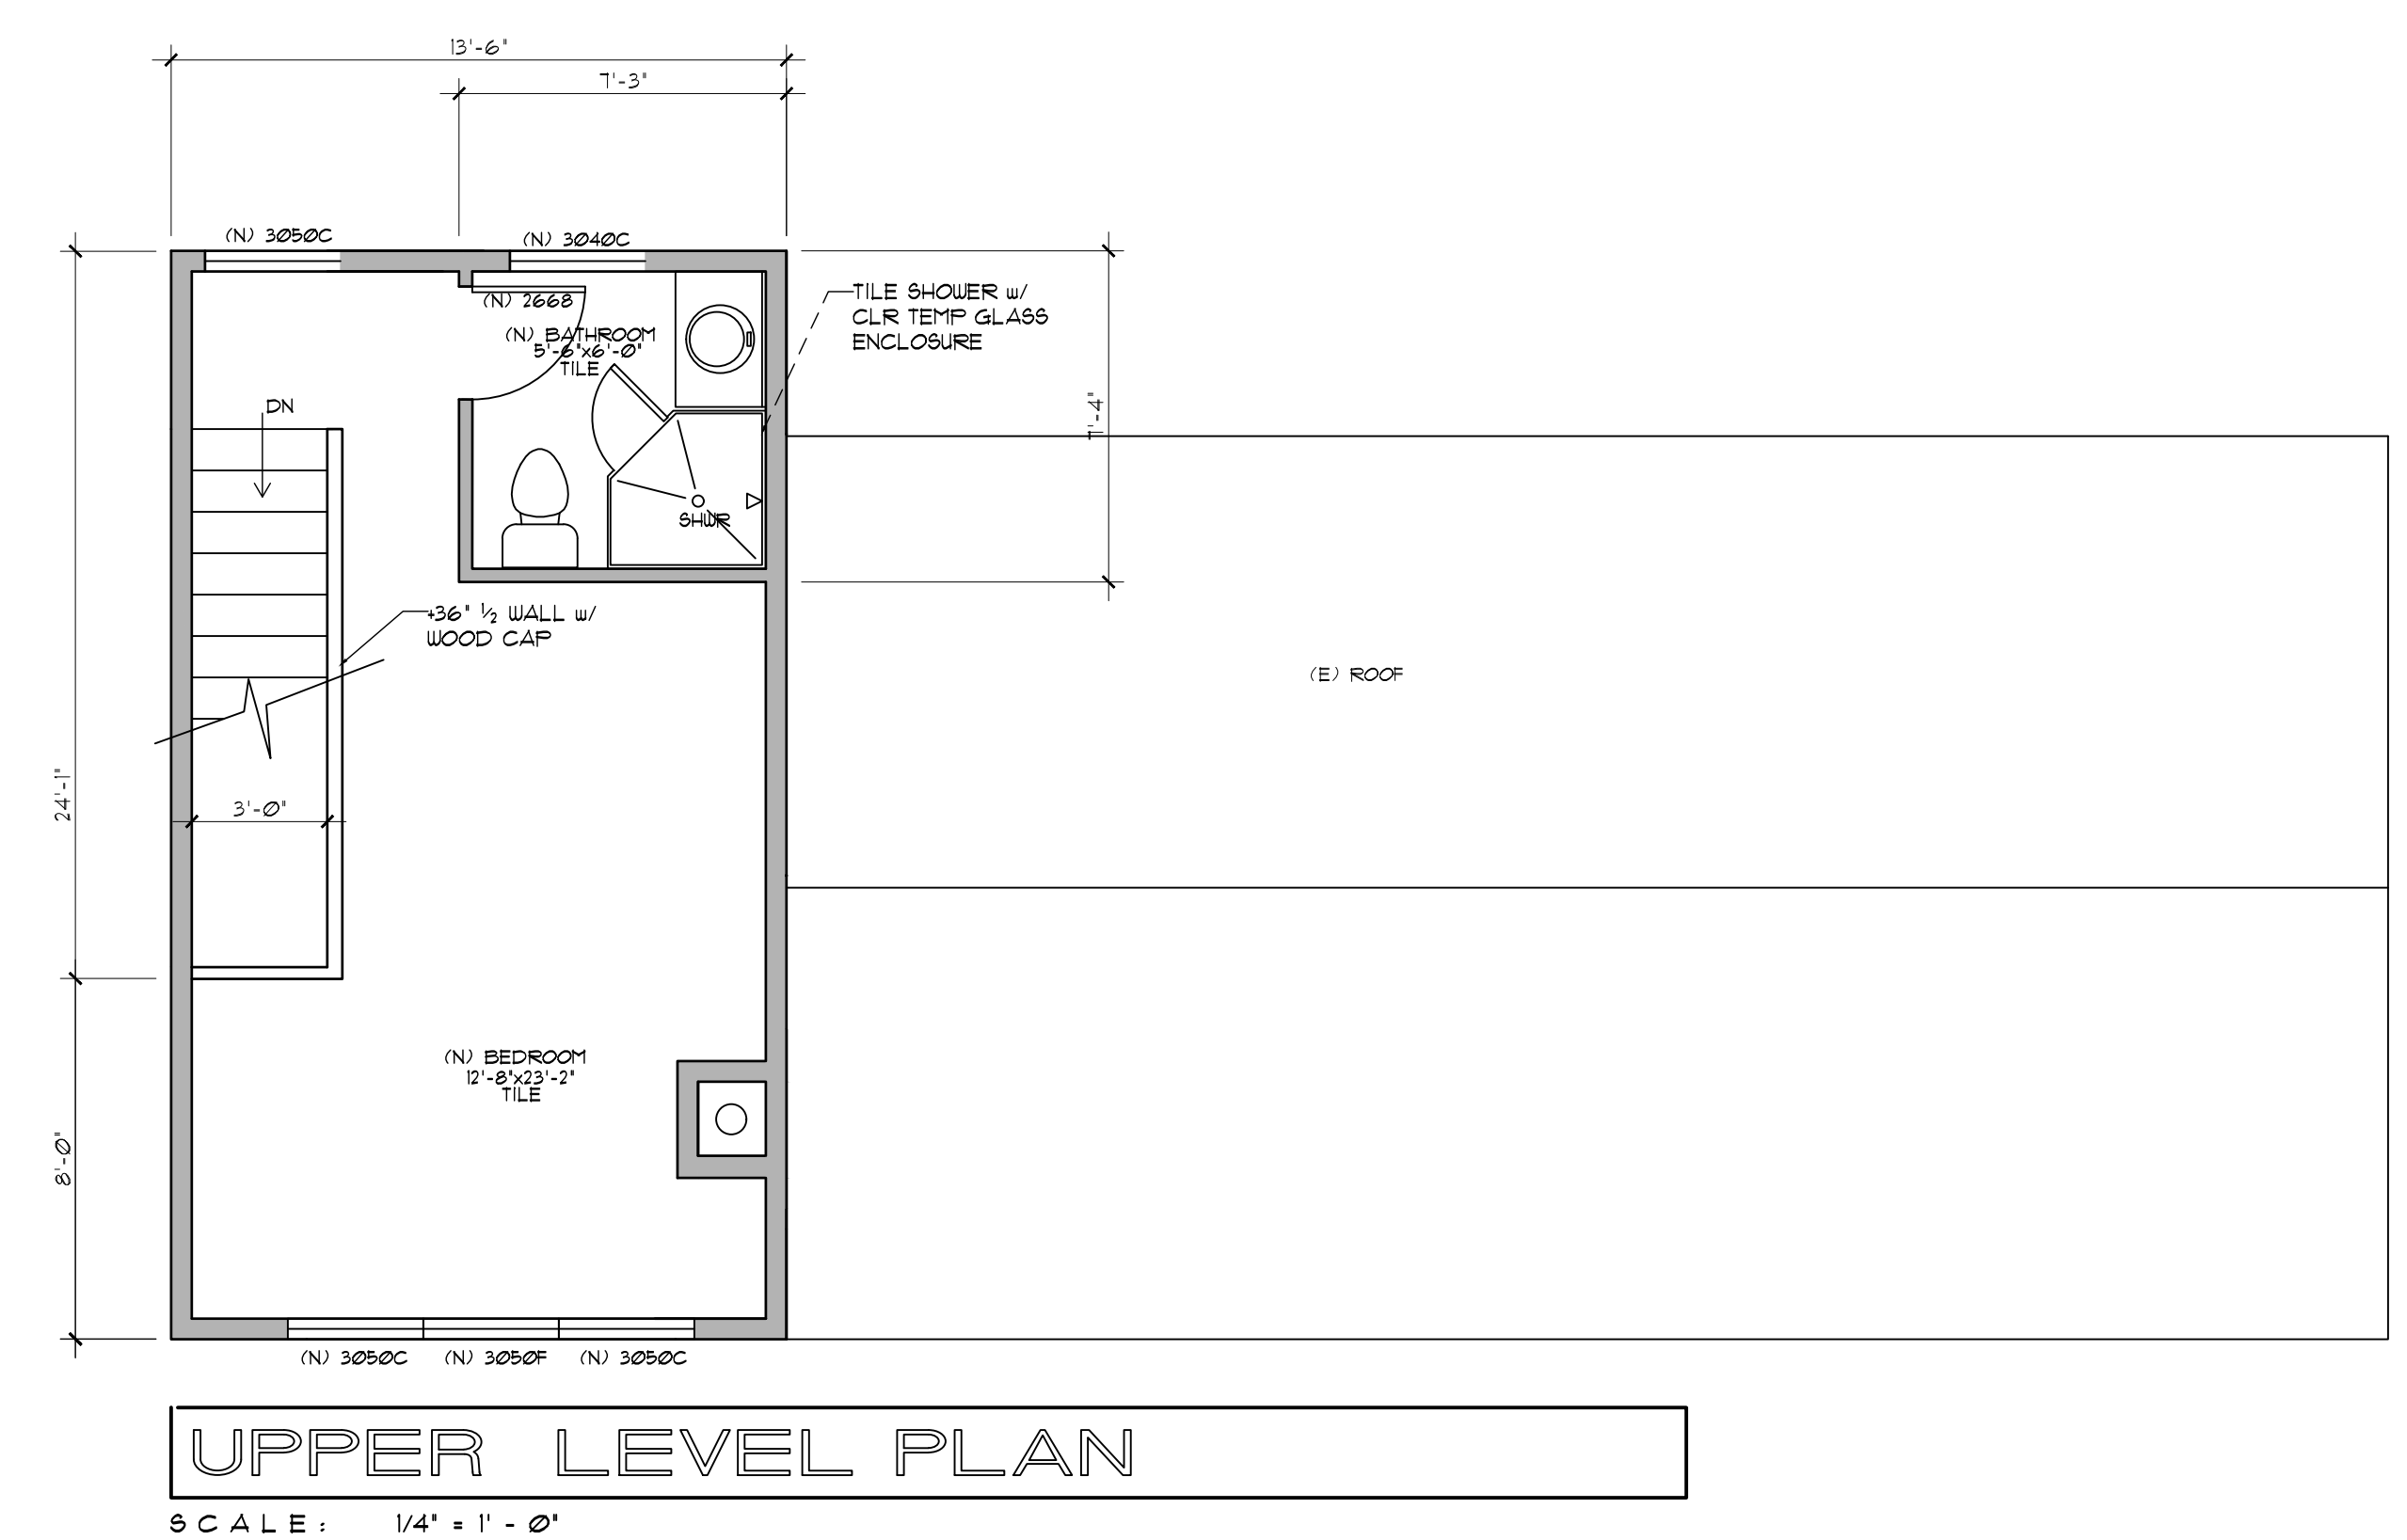 13'-6"
7'-3"
(N) 3050C
(N) 3040C
(N) 2668
(N) BATHROOM
5'-6"x6'-0"
TILE
TILE SHOWER w/
CLR TEMP GLASS
ENCLOSURE
7'-4"
DN
SHWR
+36" ½ WALL w/
WOOD CAP
(E) ROOF
24'-1"
3'-0"
(N) BEDROOM
12'-8"x23'-2"
TILE
8'-0"
(N) 3050C (N) 3050F (N) 3050C
UPPER LEVEL PLAN
SCALE: 1/4" = 1' - 0"